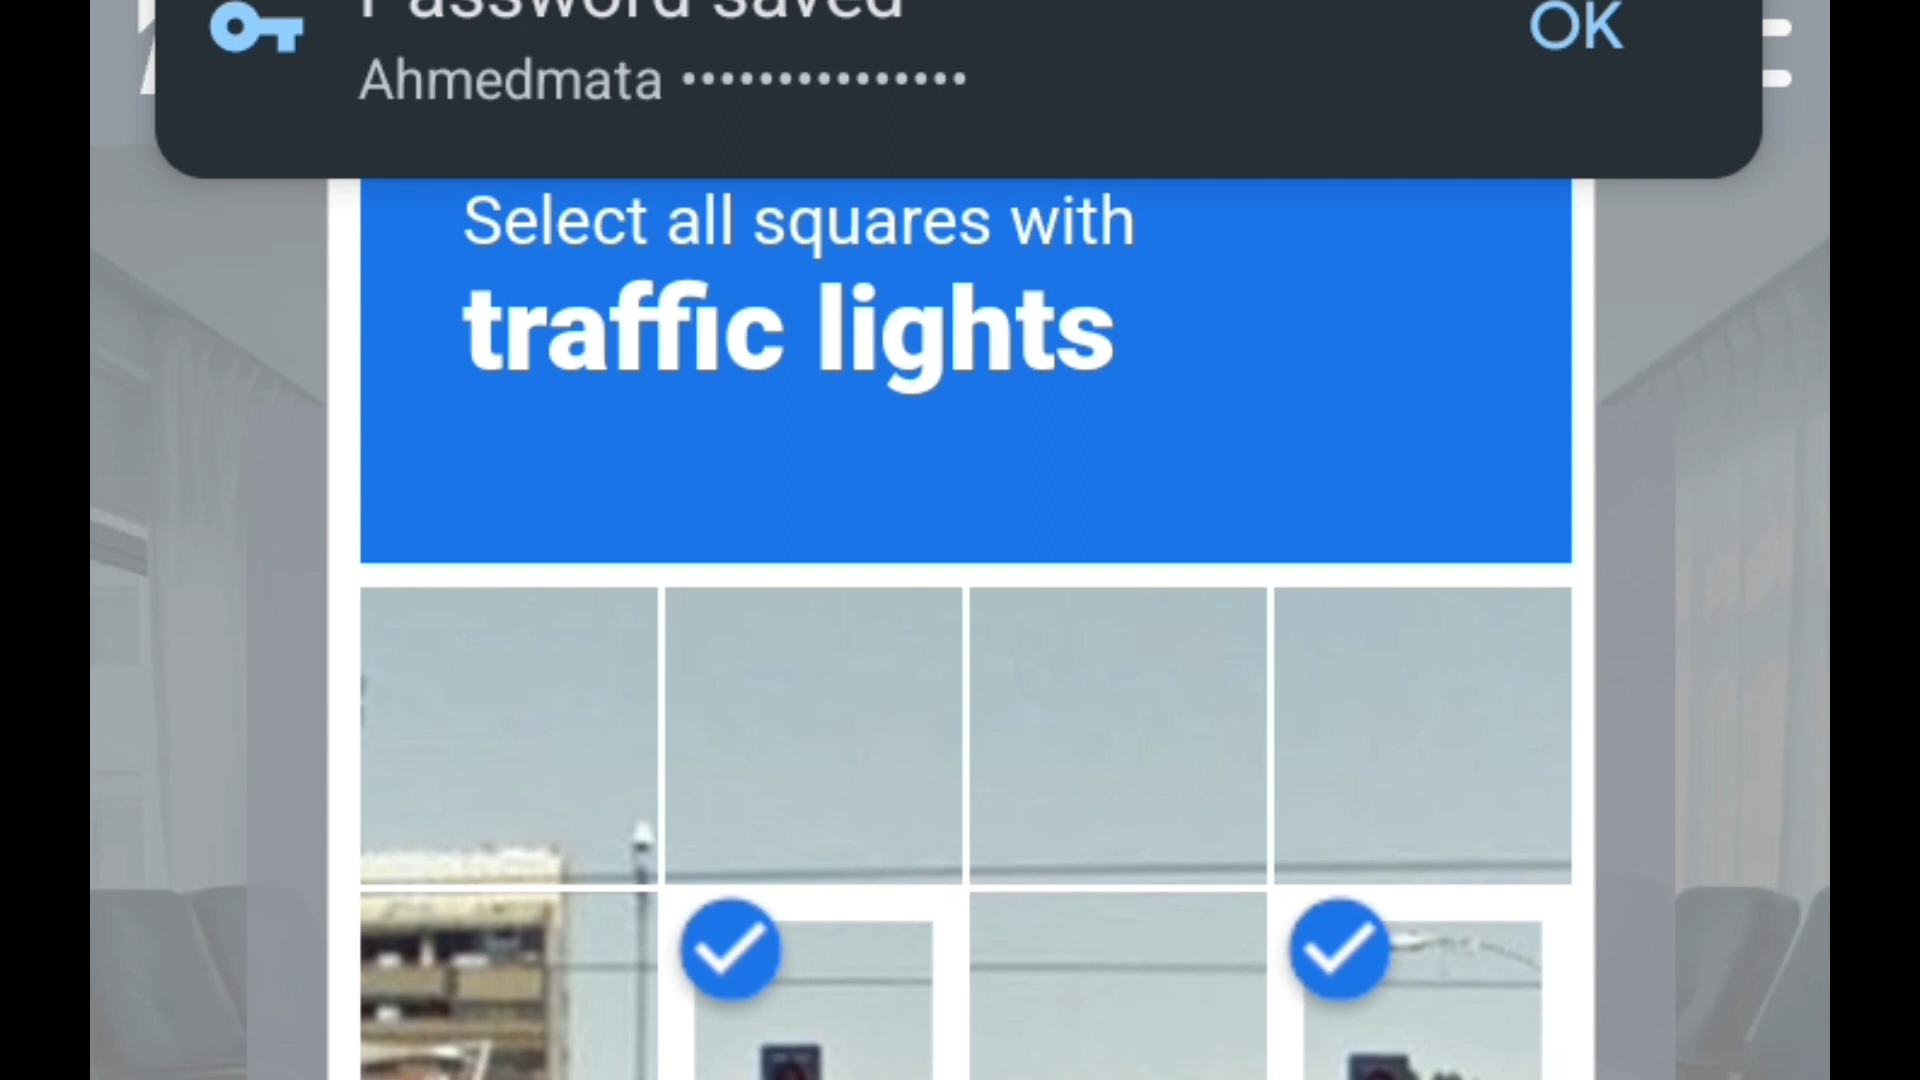 Password saved
OK
Ahmedmata •••••••••••••••
Select all squares with
traffic lights